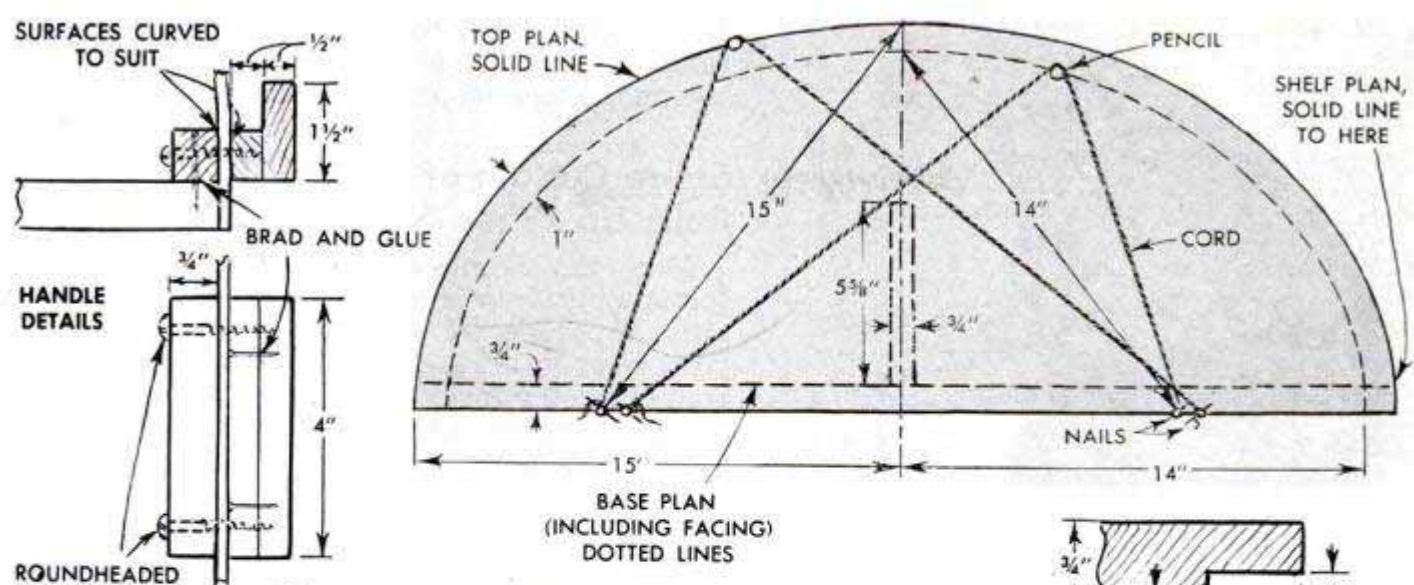 SURFACES CURVED
TO SUIT
½"
1½"
BRAD AND GLUE
¾"
HANDLE
DETAILS
4"
ROUNDHEADED
TOP PLAN.
SOLID LINE
PENCIL
SHELF PLAN,
SOLID LINE
TO HERE
1"
15"
14"
CORD
5⅝"
¾"
¾"
NAILS
15"
14"
BASE PLAN
(INCLUDING FACING)
DOTTED LINES
¾"